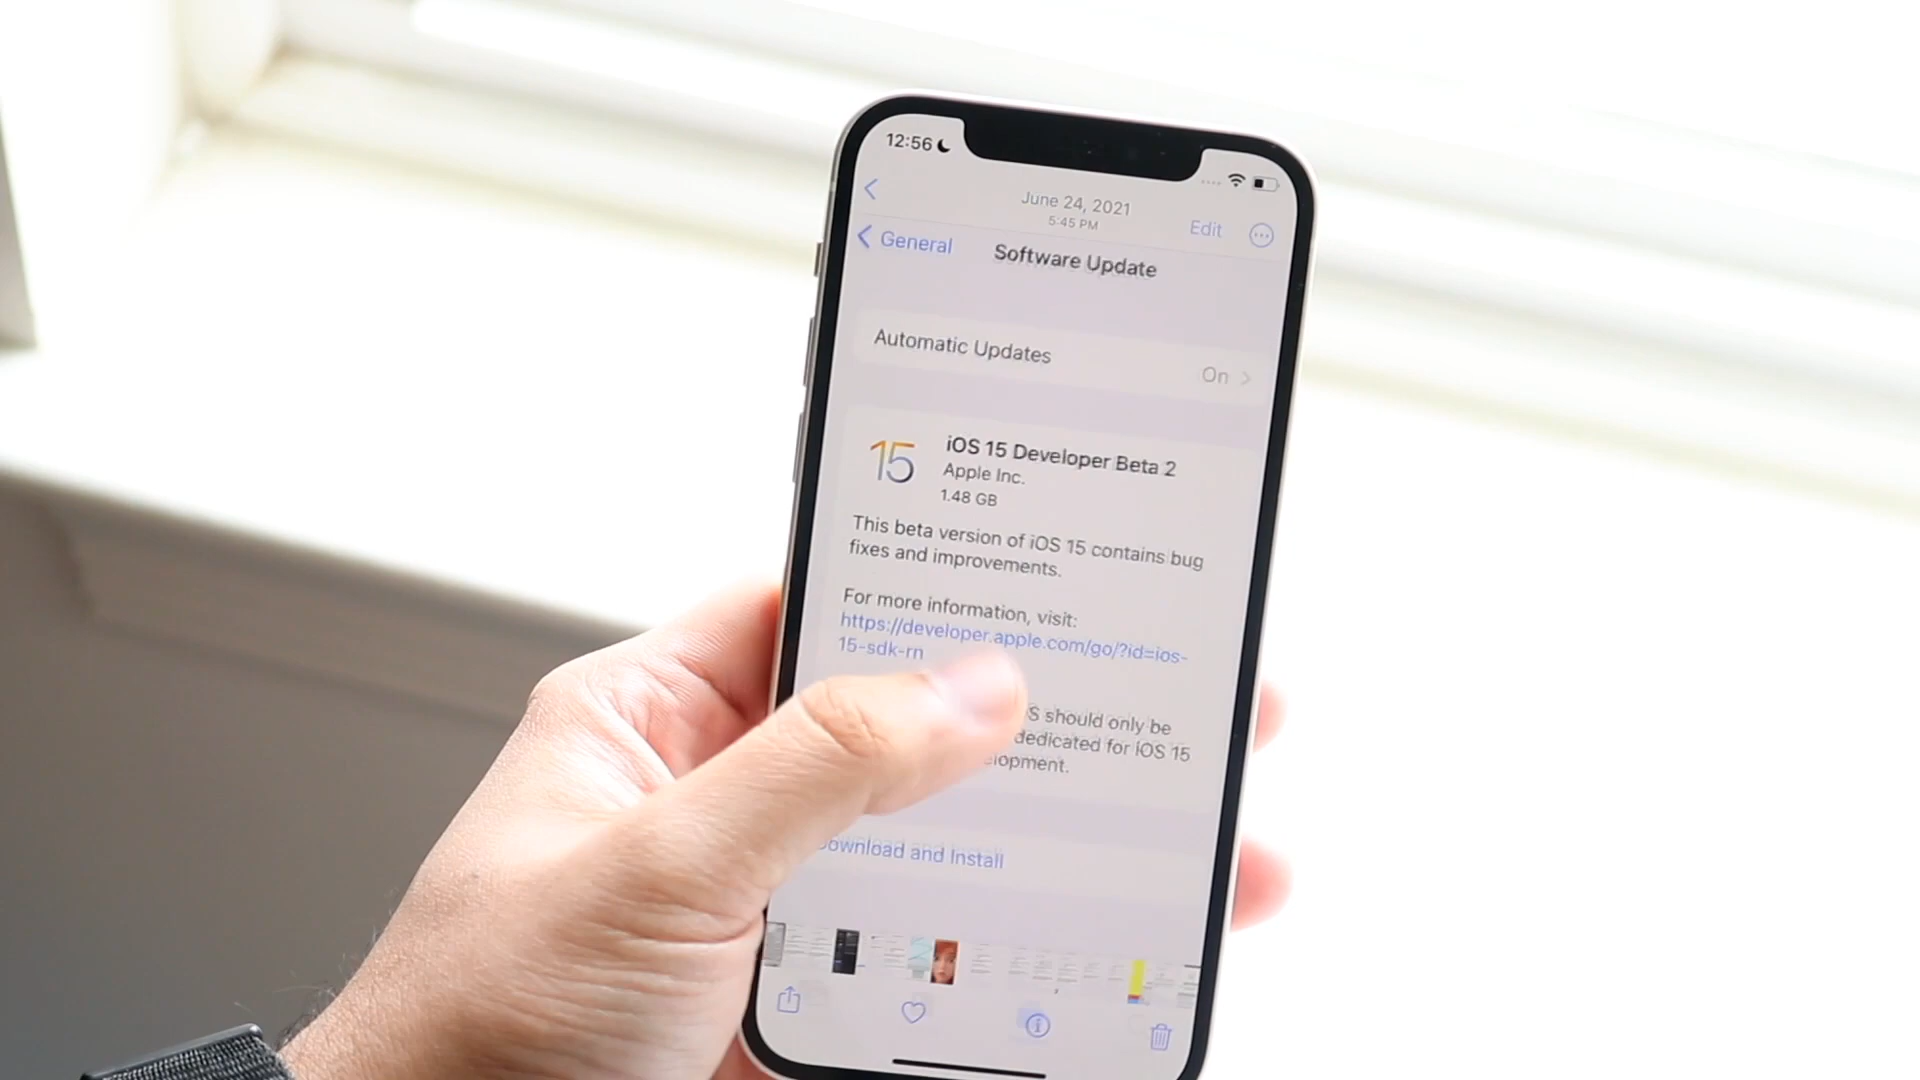 12:56
June 24, 2021
5:45 PM
Edit
General
Software Update
Automatic Updates
On
15
iOS 15 Developer Beta 2
Apple Inc.
1.48 GB
This beta version of iOS 15 contains bug
fixes and improvements.
For more information, visit:
https://developer.apple.com/go/?id=ios-
15-sdk-rn
S should only be
dedicated for iOS 15
elopment.
ownload and Install